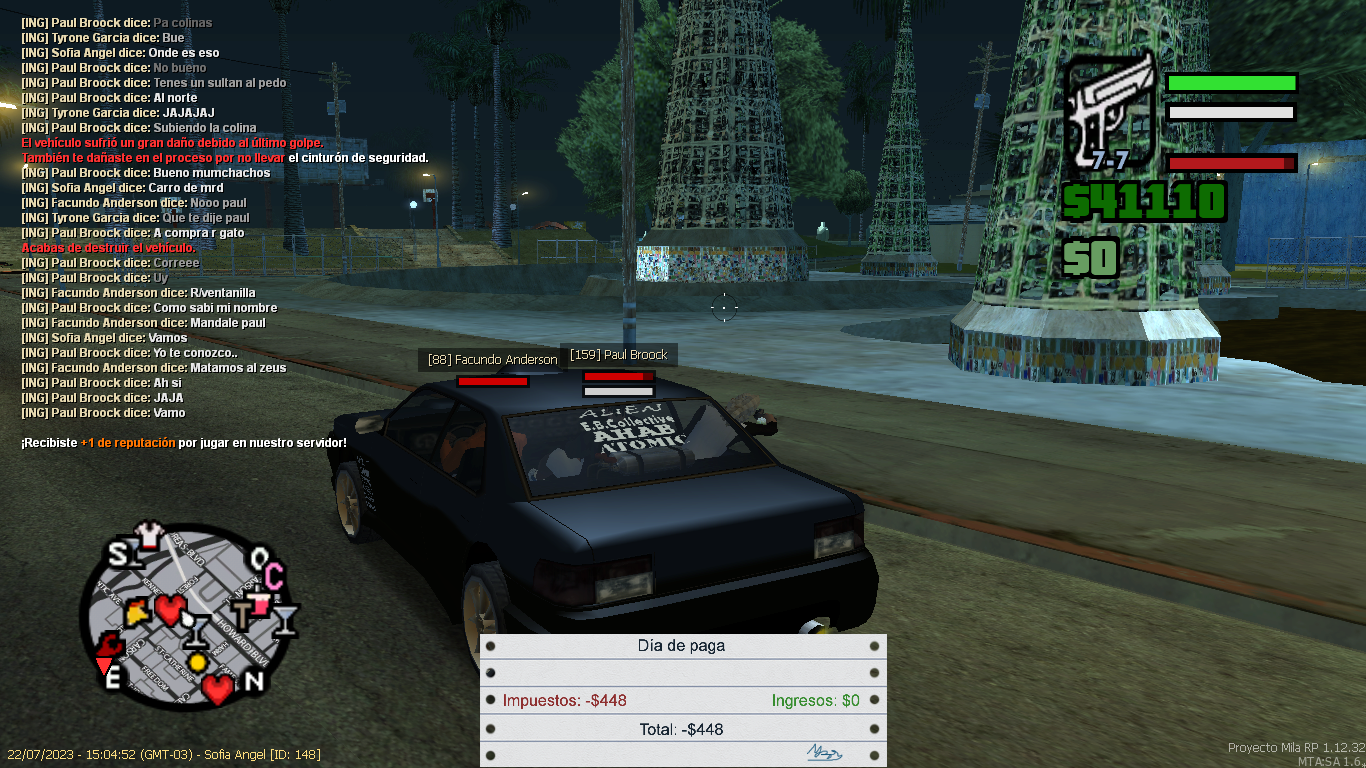 [ING] Paul Broock dice: Pa colinas
[ING] Tyrone Garcia dice: Bue
[ING] Sofia Angel dice: Onde es eso
[ING] Paul Broock dice: No bueno
[ING] Paul Broock dice: Tenes un sultan al pedo
[ING] Paul Broock dice: Al norte
[ING] Tyrone Garcia dice: JAJAJAJ
[ING] Paul Broock dice: Subiendo la colina
El vehículo sufrió un gran daño debido al último golpe.
También te dañaste en el proceso por no llevar el cinturón de seguridad.
[ING] Paul Broock dice: Bueno mumchachos
[ING] Sofia Angel dice: Carro de mrd
[ING] Facundo Anderson dice: Nooo paul
[ING] Tyrone Garcia dice: Que te dije paul
[ING] Paul Broock dice: A compra r gato
Acabas de destruir el vehículo.
[ING] Paul Broock dice: Correee
[ING] Paul Broock dice: Uy
[ING] Facundo Anderson dice: R/ventanilla
[ING] Paul Broock dice: Como sabi mi nombre
[ING] Facundo Anderson dice: Mandale paul
[ING] Sofia Angel dice: Vamos
[ING] Paul Broock dice: Yo te conozco..
[ING] Facundo Anderson dice: Matamos al zeus
[ING] Paul Broock dice: Ah si
[ING] Paul Broock dice: JAJA
[ING] Paul Broock dice: Vamo
¡Recibiste +1 de reputación por jugar en nuestro servidor!
7-7
$41110
$0
[88] Facundo Anderson
[159] Paul Broock
ALIEN
E.B.Collective
AHAB
ATOMIC
S
O
C
T
E
N
HOWARD BLVD
ST-CATHERINE
FREEDOM
Día de paga
Impuestos: -$448
Ingresos: $0
Total: -$448
22/07/2023 - 15:04:52 (GMT-03) - Sofia Angel [ID: 148]
Proyecto Mila RP 1.12.32
MTA:SA 1.6